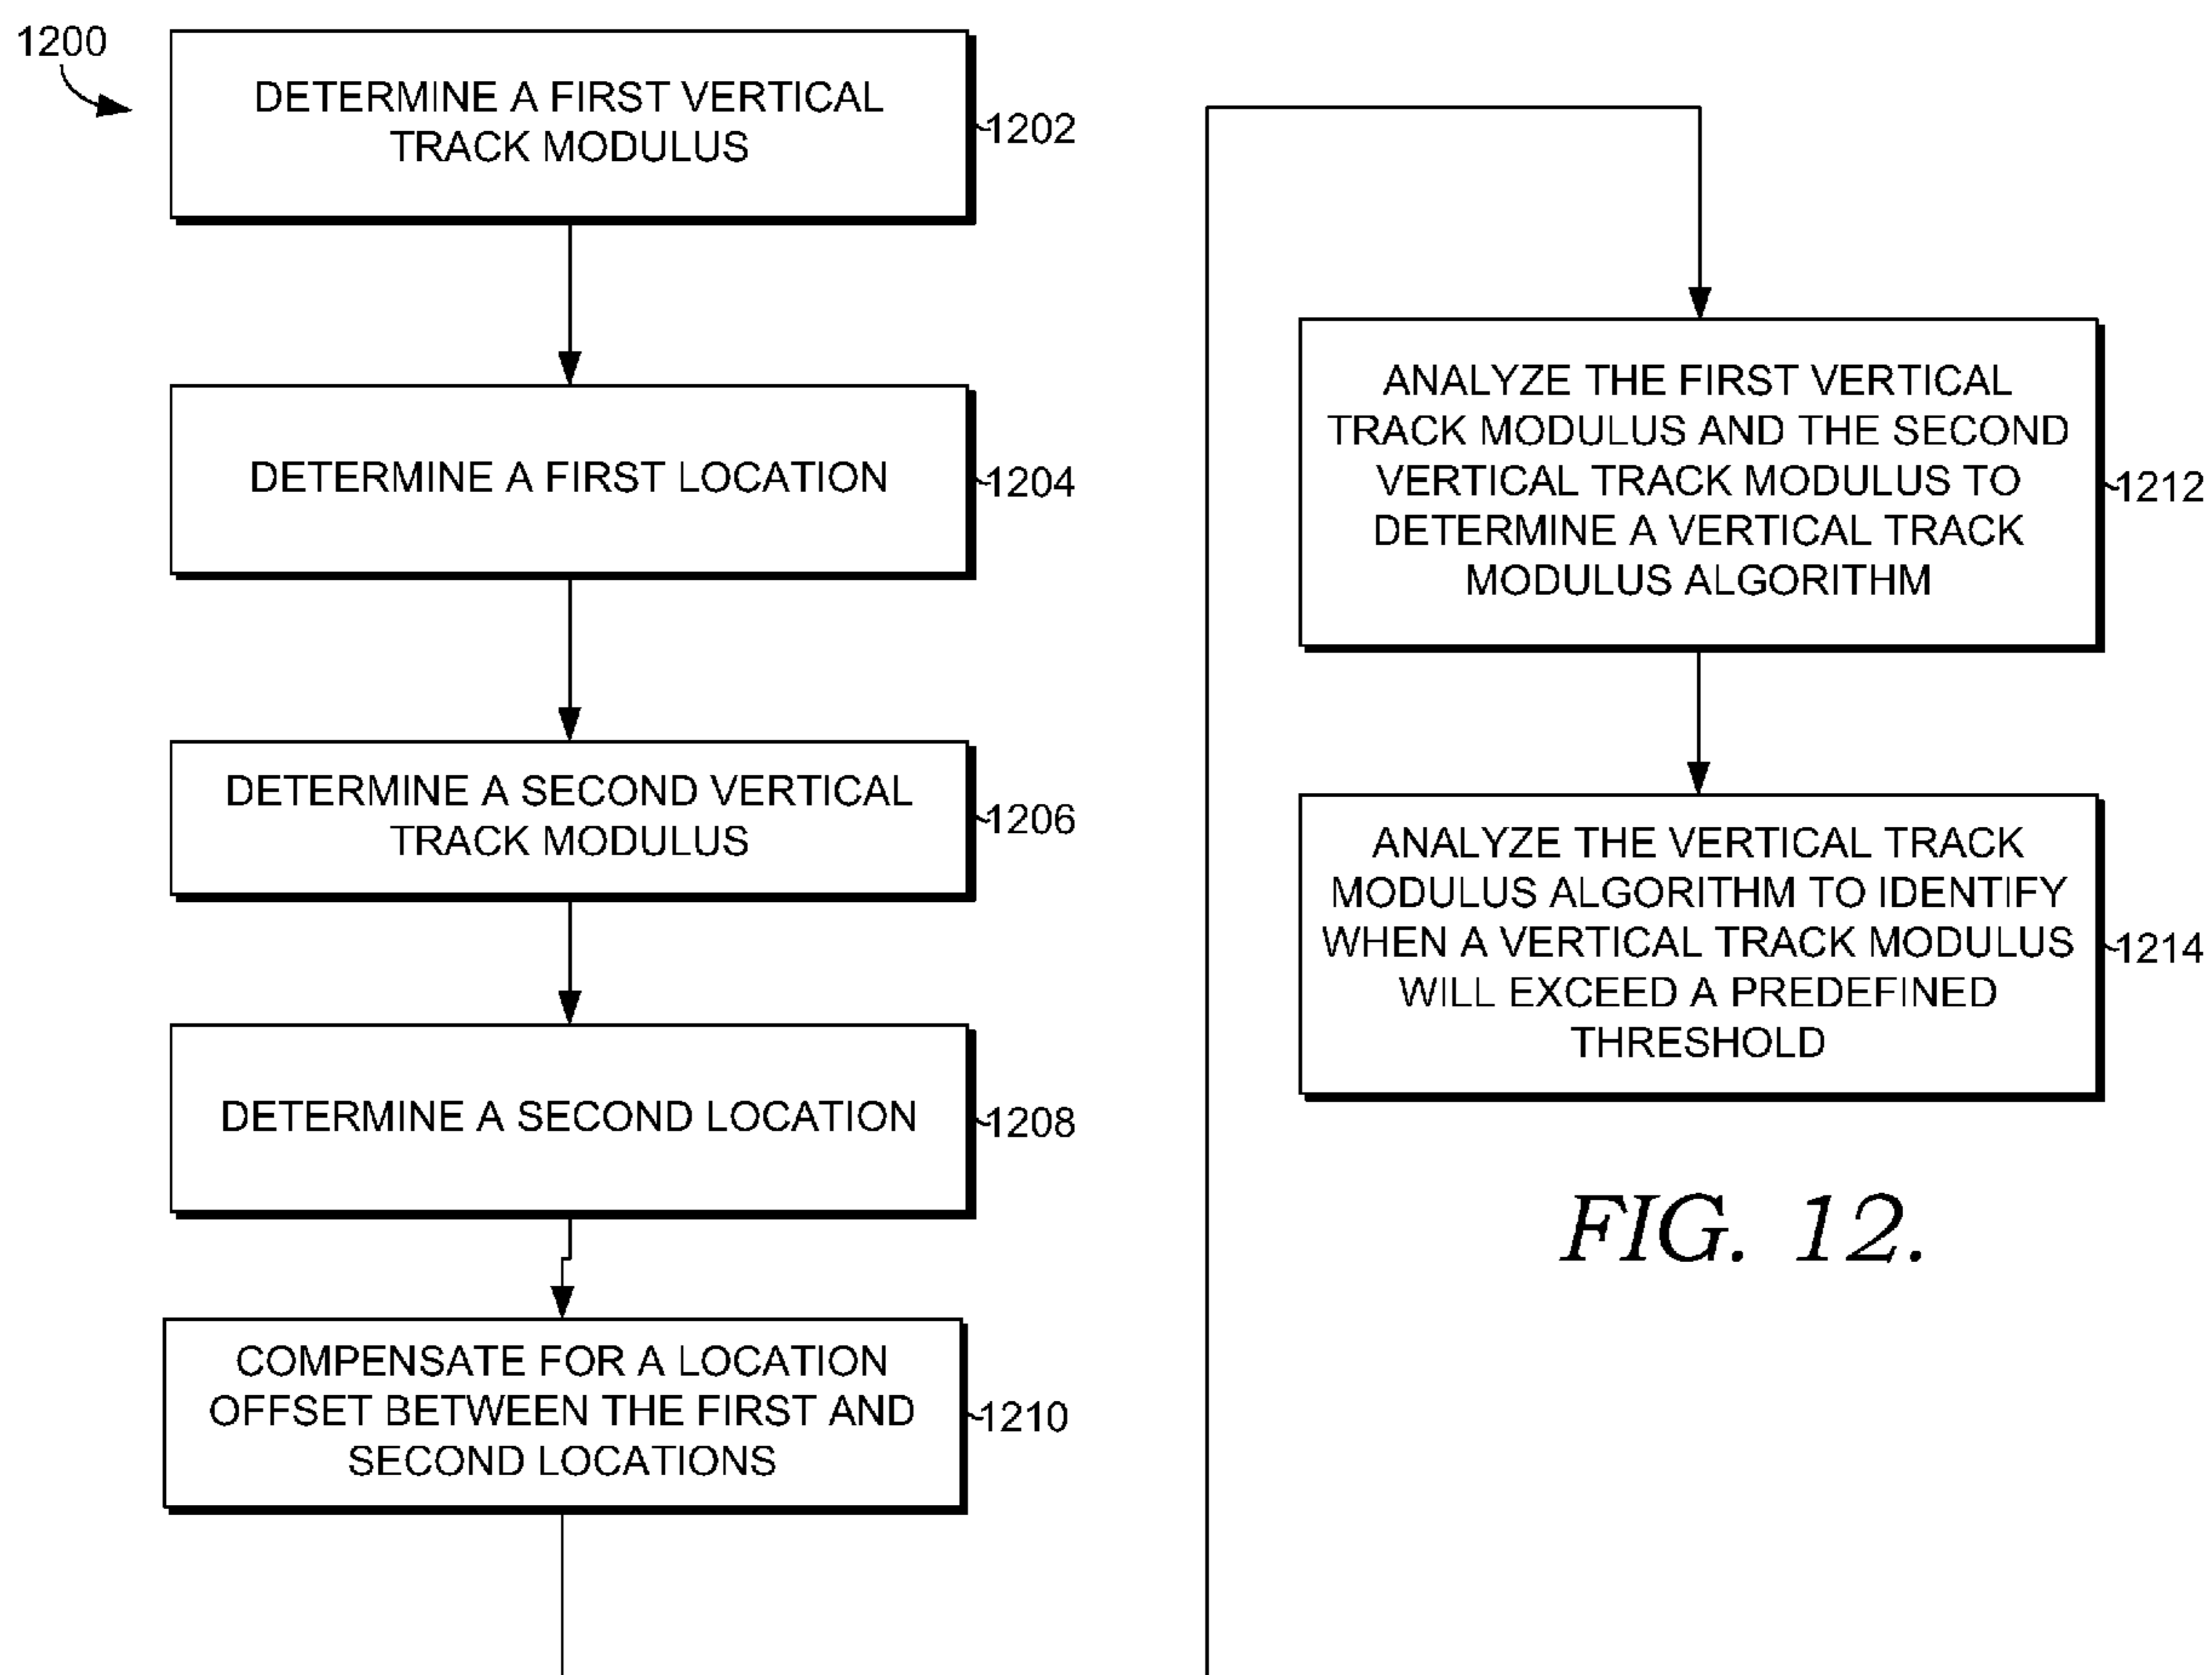 1200
DETERMINE A FIRST VERTICAL
TRACK MODULUS
1202
DETERMINE A FIRST LOCATION
1204
DETERMINE A SECOND VERTICAL
TRACK MODULUS
1206
DETERMINE A SECOND LOCATION
1208
COMPENSATE FOR A LOCATION
OFFSET BETWEEN THE FIRST AND
SECOND LOCATIONS
1210
ANALYZE THE FIRST VERTICAL
TRACK MODULUS AND THE SECOND
VERTICAL TRACK MODULUS TO
DETERMINE A VERTICAL TRACK
MODULUS ALGORITHM
1212
ANALYZE THE VERTICAL TRACK
MODULUS ALGORITHM TO IDENTIFY
WHEN A VERTICAL TRACK MODULUS
WILL EXCEED A PREDEFINED
THRESHOLD
1214
FIG. 12.